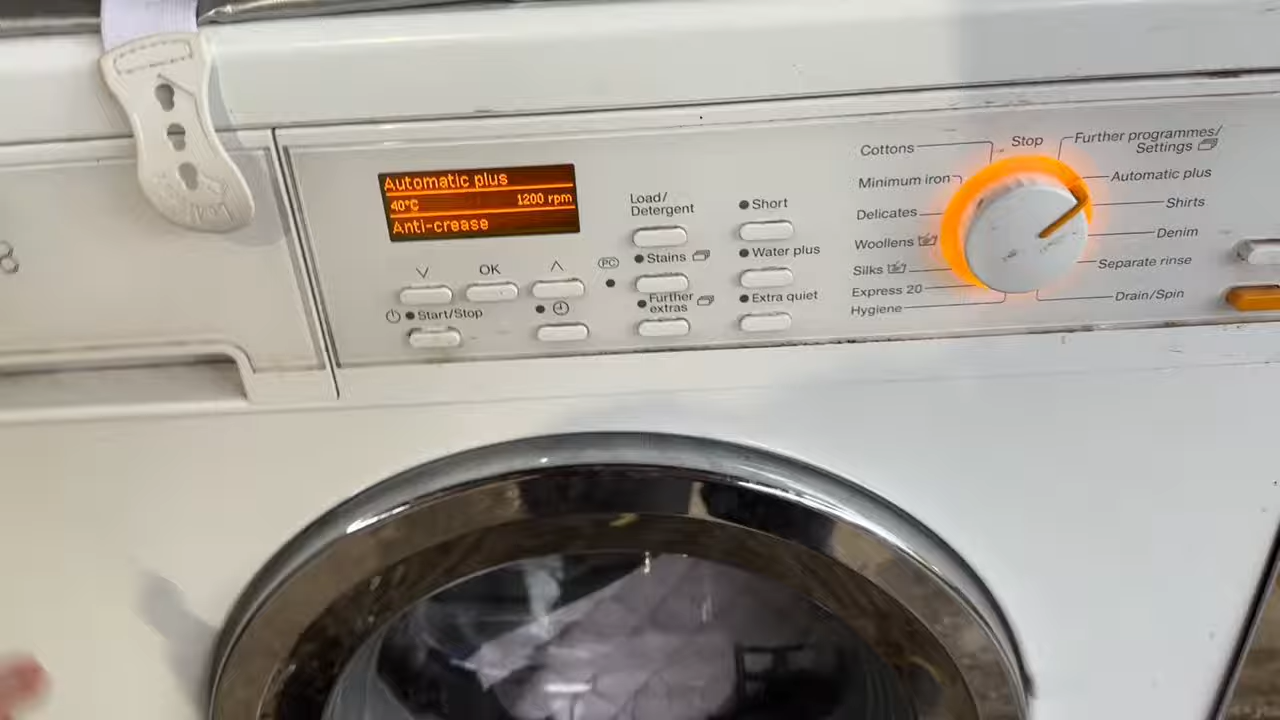 Automatic plus
40°C 1200 rpm
Anti-crease
OK
Start/Stop
PC
Load/
Detergent
Stains
Further
extras
Short
Water plus
Extra quiet
Cottons
Minimum iron
Delicates
Woollens
Silks
Express 20
Hygiene
Stop
Further programmes/
Settings
Automatic plus
Shirts
Denim
Separate rinse
Drain/Spin